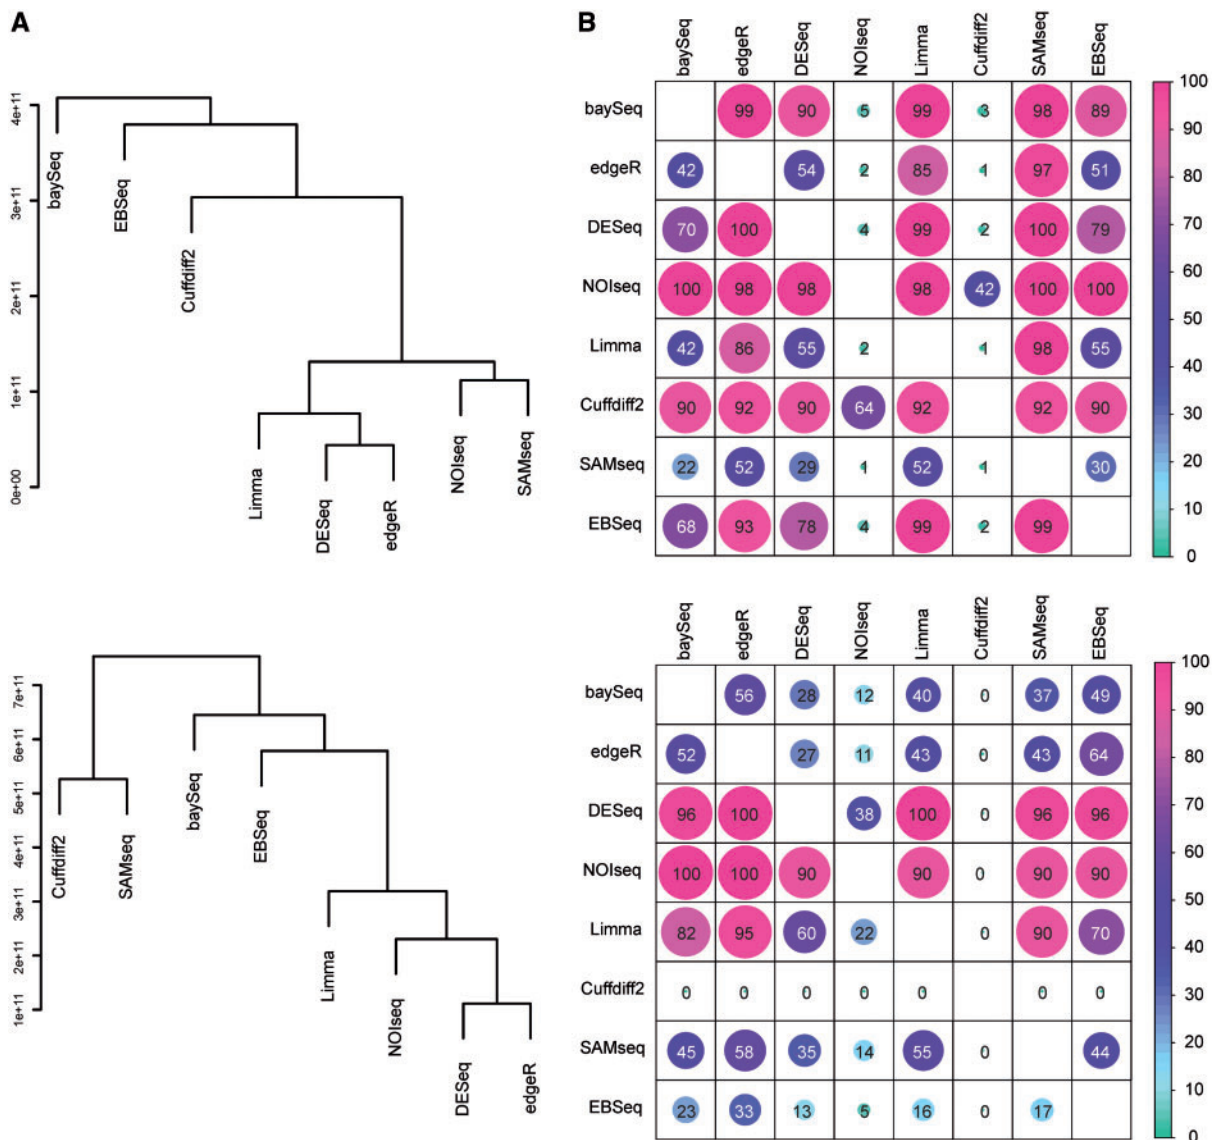 A
4e+11
3e+11
2e+11
1e+11
0e+00
baySeq
EBSeq
Cuffdiff2
Limma
DESeq
edgeR
NOIseq
SAMseq
B
baySeq edgeR DESeq NOIseq Limma Cuffdiff2 SAMseq EBSeq
baySeq 99 90 5 99 3 98 89
edgeR 42 54 2 85 1 97 51
DESeq 70 100 4 99 2 100 79
NOIseq 100 98 98 98 42 100 100
Limma 42 86 55 2 1 98 55
Cuffdiff2 90 92 90 64 92 92 90
SAMseq 22 52 29 1 52 1 30
EBSeq 68 93 78 4 99 2 99
100
90
80
70
60
50
40
30
20
10
0
7e+11
6e+11
5e+11
4e+11
3e+11
2e+11
1e+11
Cuffdiff2
SAMseq
baySeq
EBSeq
Limma
NOIseq
DESeq
edgeR
baySeq edgeR DESeq NOIseq Limma Cuffdiff2 SAMseq EBSeq
baySeq 56 28 12 40 0 37 49
edgeR 52 27 11 43 0 43 64
DESeq 96 100 38 100 0 96 96
NOIseq 100 100 90 90 0 90 90
Limma 82 95 60 22 0 90 70
Cuffdiff2 0 0 0 0 0 0 0
SAMseq 45 58 35 14 55 0 44
EBSeq 23 33 13 5 16 0 17
100
90
80
70
60
50
40
30
20
10
0